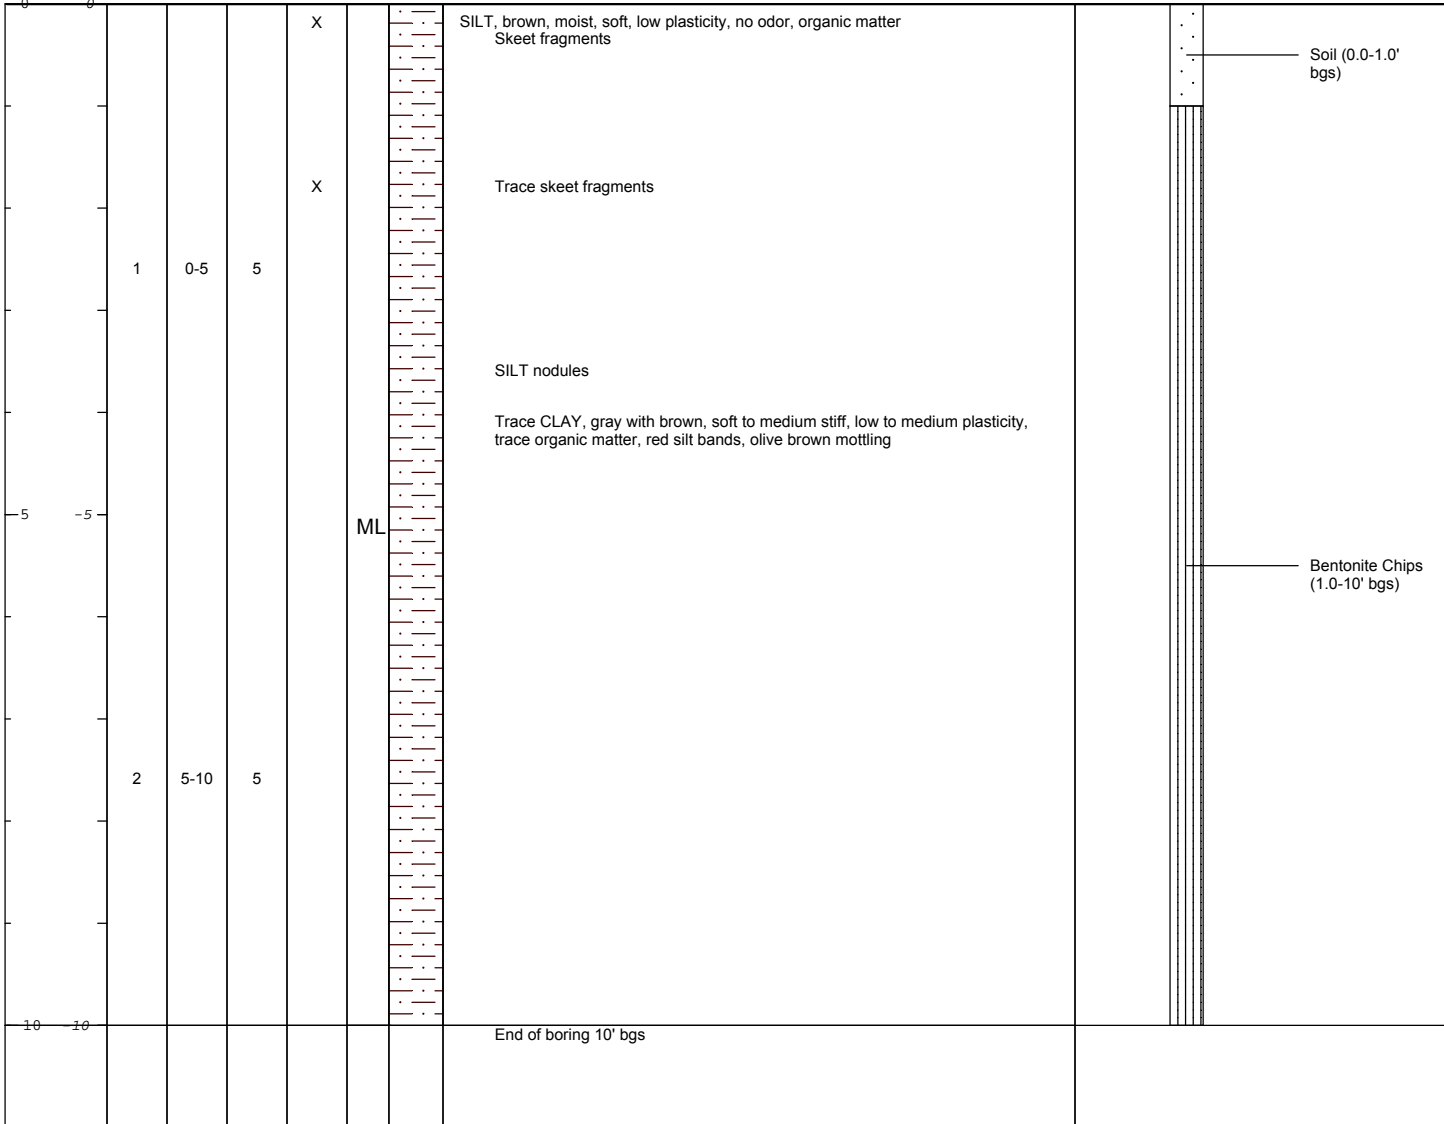 0 0
X
SILT, brown, moist, soft, low plasticity, no odor, organic matter
Skeet fragments
Soil (0.0-1.0'
bgs)
X
Trace skeet fragments
1 0-5 5
SILT nodules
Trace CLAY, gray with brown, soft to medium stiff, low to medium plasticity,
trace organic matter, red silt bands, olive brown mottling
5 -5
ML
Bentonite Chips
(1.0-10' bgs)
2 5-10 5
10 -10
End of boring 10' bgs